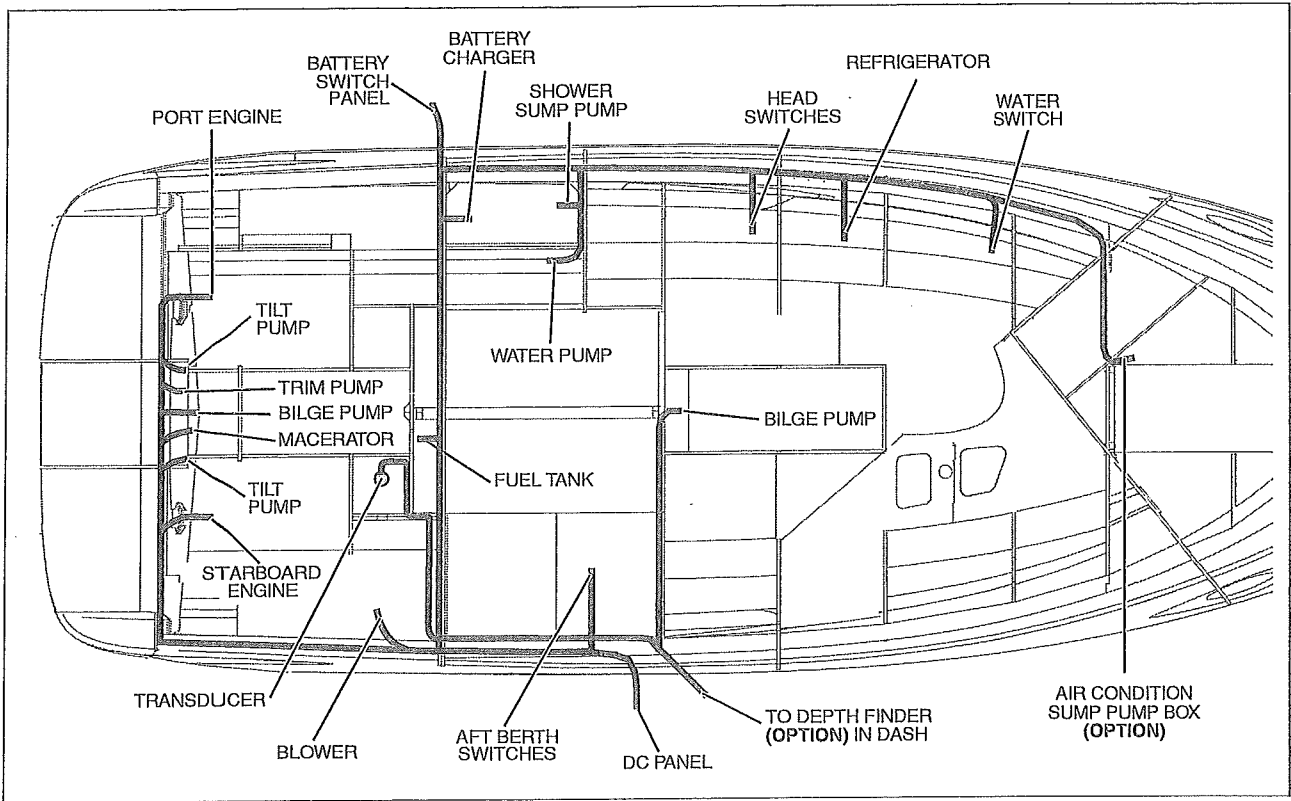 BATTERY
CHARGER
BATTERY
SWITCH
PANEL
REFRIGERATOR
SHOWER
SUMP PUMP
HEAD
SWITCHES
WATER
SWITCH
PORT ENGINE
TILT
PUMP
WATER PUMP
TRIM PUMP
BILGE PUMP
BILGE PUMP
MACERATOR
FUEL TANK
TILT
PUMP
STARBOARD
ENGINE
TRANSDUCER
BLOWER
AFT BERTH
SWITCHES
DC PANEL
TO DEPTH FINDER
(OPTION) IN DASH
AIR CONDITION
SUMP PUMP BOX
(OPTION)